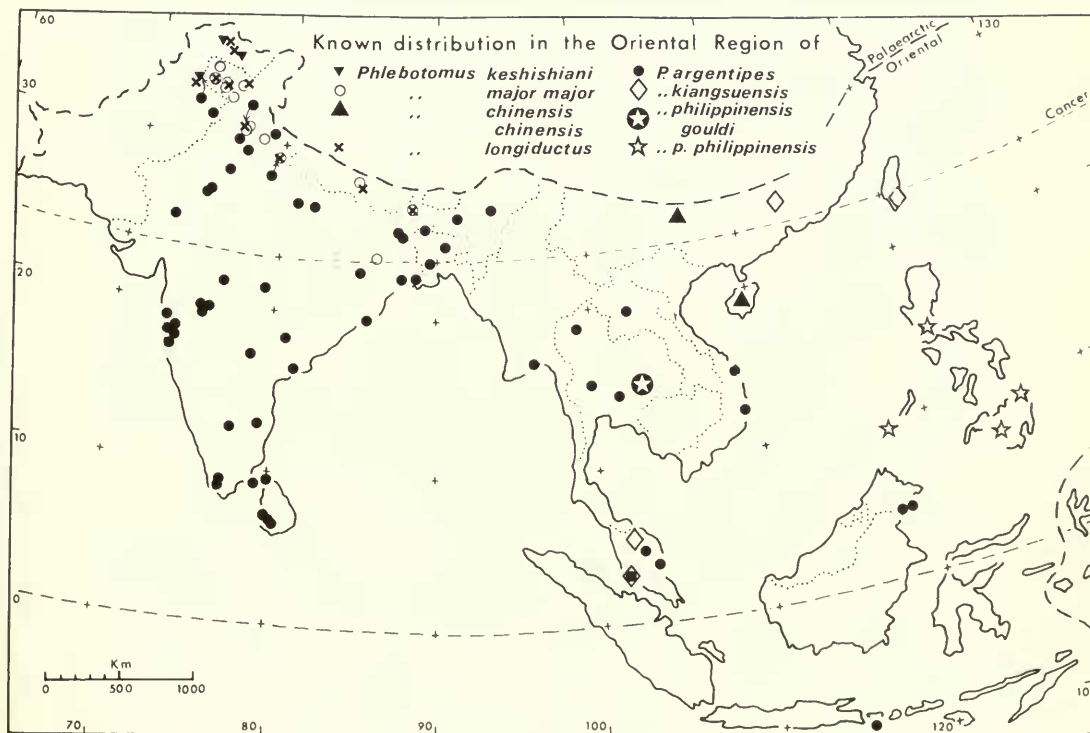 60
130
Known distribution in the Oriental Region of
Palaearctic
Oriental
Phlebotomus keshishiani
,, major major
,, chinensis
chinensis
,, longiductus
P. argentipes
,, kiangsuensis
,, philippinensis
gouldi
,, p. philippinensis
30
Cancer
20
10
0
Km
0 500 1000
70
80
90
100
120
10